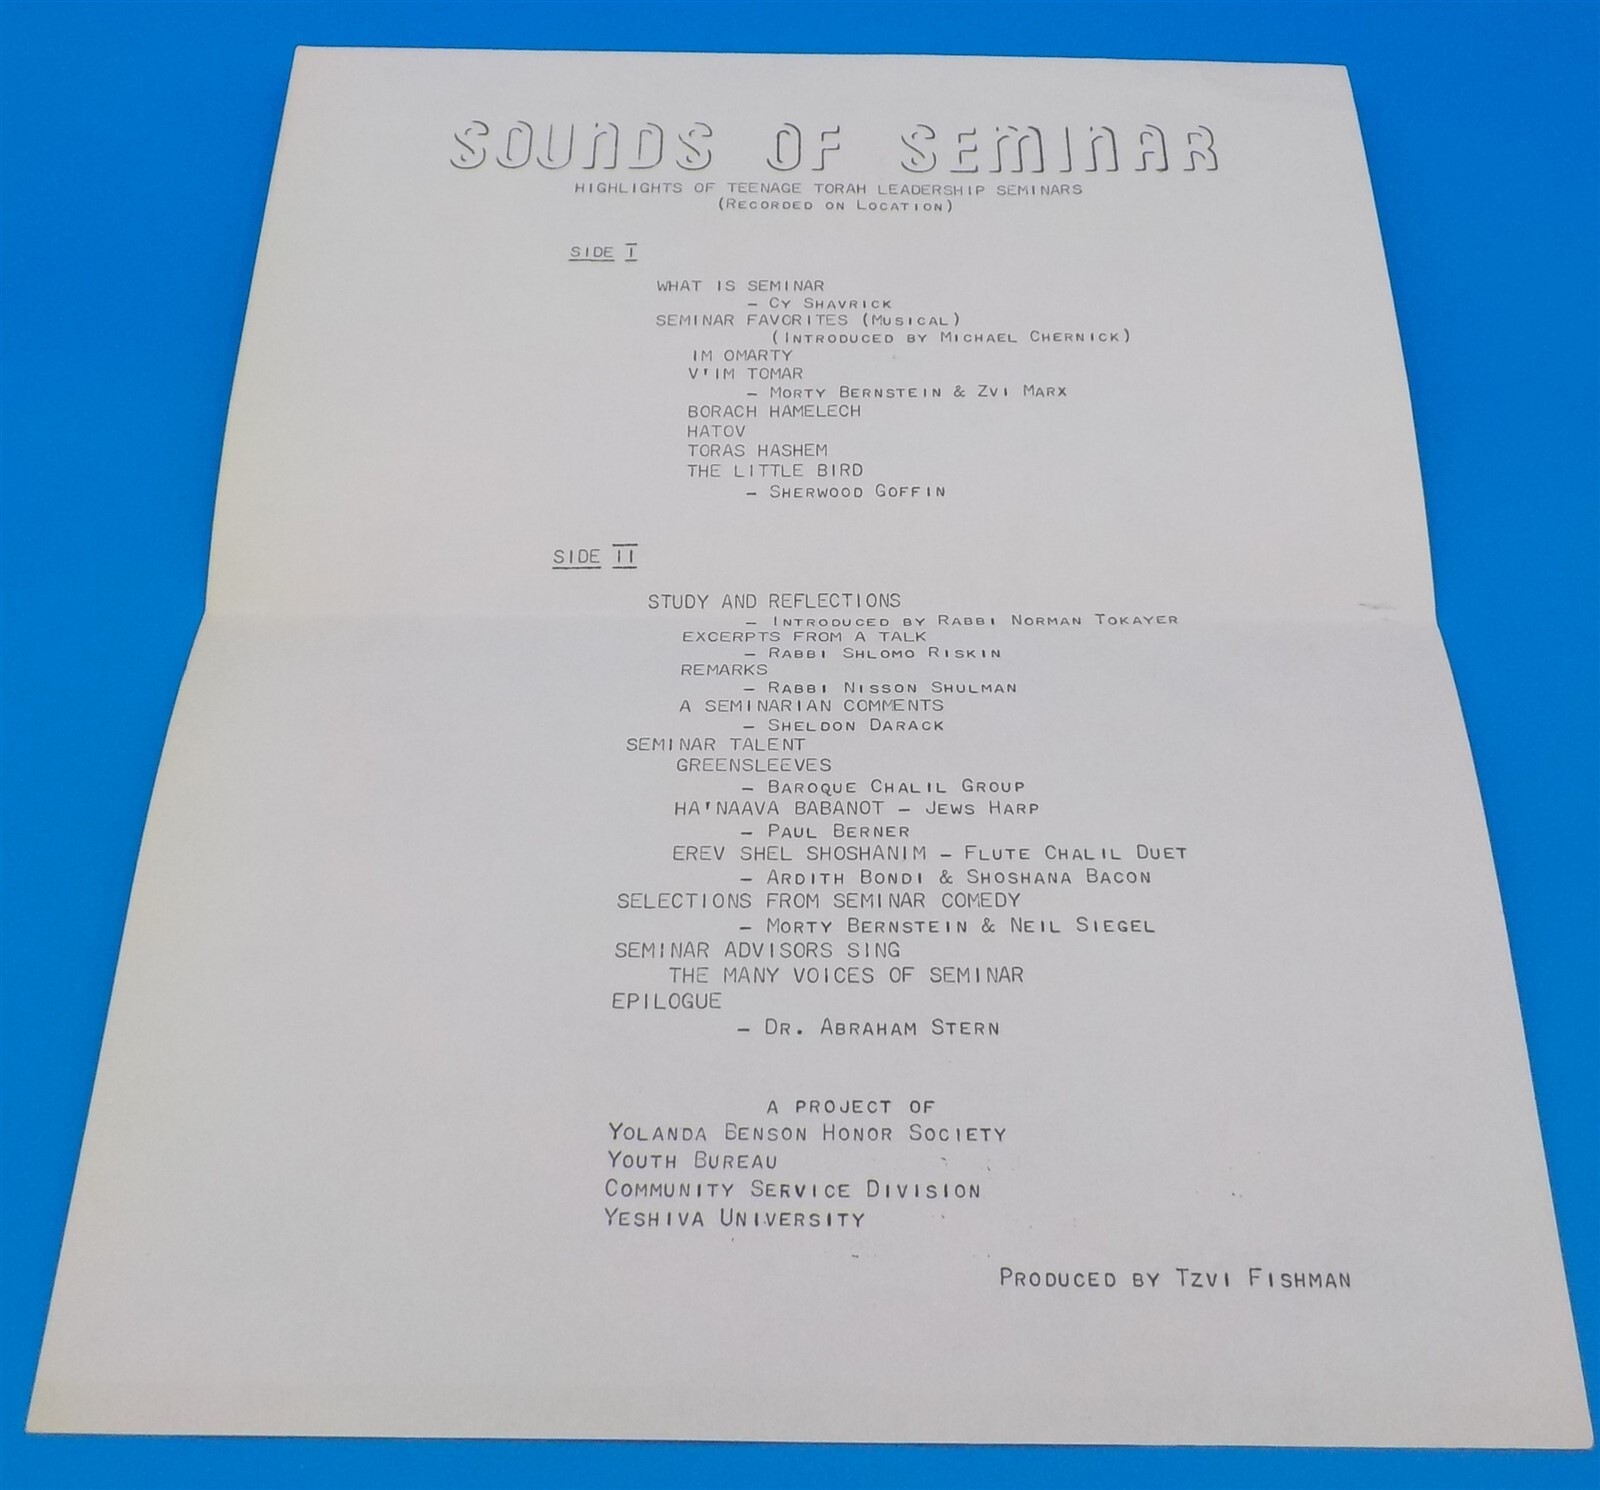 SOUNDS OF SEMINAR
HIGHLIGHTS OF TEENAGE TORAH LEADERSHIP SEMINARS
(RECORDED ON LOCATION)
SIDE I
WHAT IS SEMINAR
- CY SHAVRICK
SEMINAR FAVORITES (MUSICAL)
(INTRODUCED BY MICHAEL CHERNICK)
IM OMARTY
V'IM TOMAR
- MORTY BERNSTEIN & ZVI MARX
BORACH HAMELECH
HATOV
TORAS HASHEM
THE LITTLE BIRD
- SHERWOOD GOFFIN
SIDE II
STUDY AND REFLECTIONS
- INTRODUCED BY RABBI NORMAN TOKAYER
EXCERPTS FROM A TALK
- RABBI SHLOMO RISKIN
REMARKS
- RABBI NISSON SHULMAN
A SEMINARIAN COMMENTS
- SHELDON DARACK
SEMINAR TALENT
GREENSLEEVES
- BAROQUE CHALIL GROUP
HA'NAAVA BABANOT - JEWS HARP
- PAUL BERNER
EREV SHEL SHOSHANIM - FLUTE CHALIL DUET
- ARDITH BONDI & SHOSHANA BACON
SELECTIONS FROM SEMINAR COMEDY
- MORTY BERNSTEIN & NEIL SIEGEL
SEMINAR ADVISORS SING
THE MANY VOICES OF SEMINAR
EPILOGUE
- DR. ABRAHAM STERN
A PROJECT OF
YOLANDA BENSON HONOR SOCIETY
YOUTH BUREAU
COMMUNITY SERVICE DIVISION
YESHIVA UNIVERSITY
PRODUCED BY TZVI FISHMAN